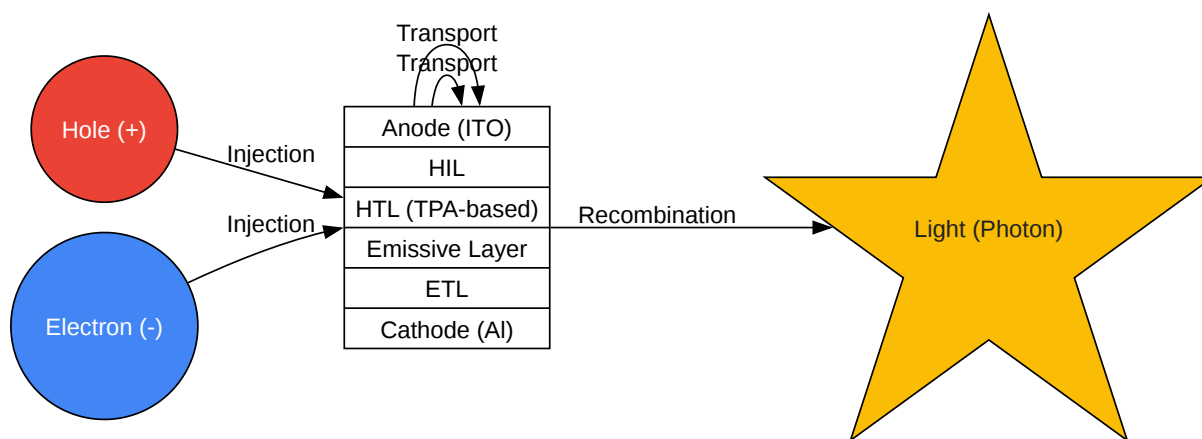 Transport
Transport
Hole (+)
Injection
Injection
Electron (-)
Anode (ITO)
HIL
HTL (TPA-based)
Emissive Layer
ETL
Cathode (Al)
Recombination
Light (Photon)